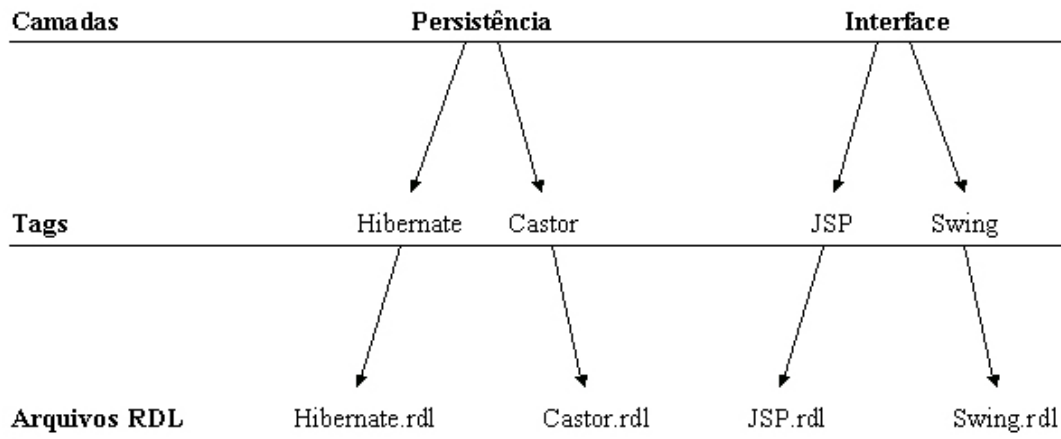 Camadas Persistência Interface
Tags Hibernate Castor JSP Swing
Arquivos RDL Hibernate.rdl Castor.rdl JSP.rdl Swing.rdl